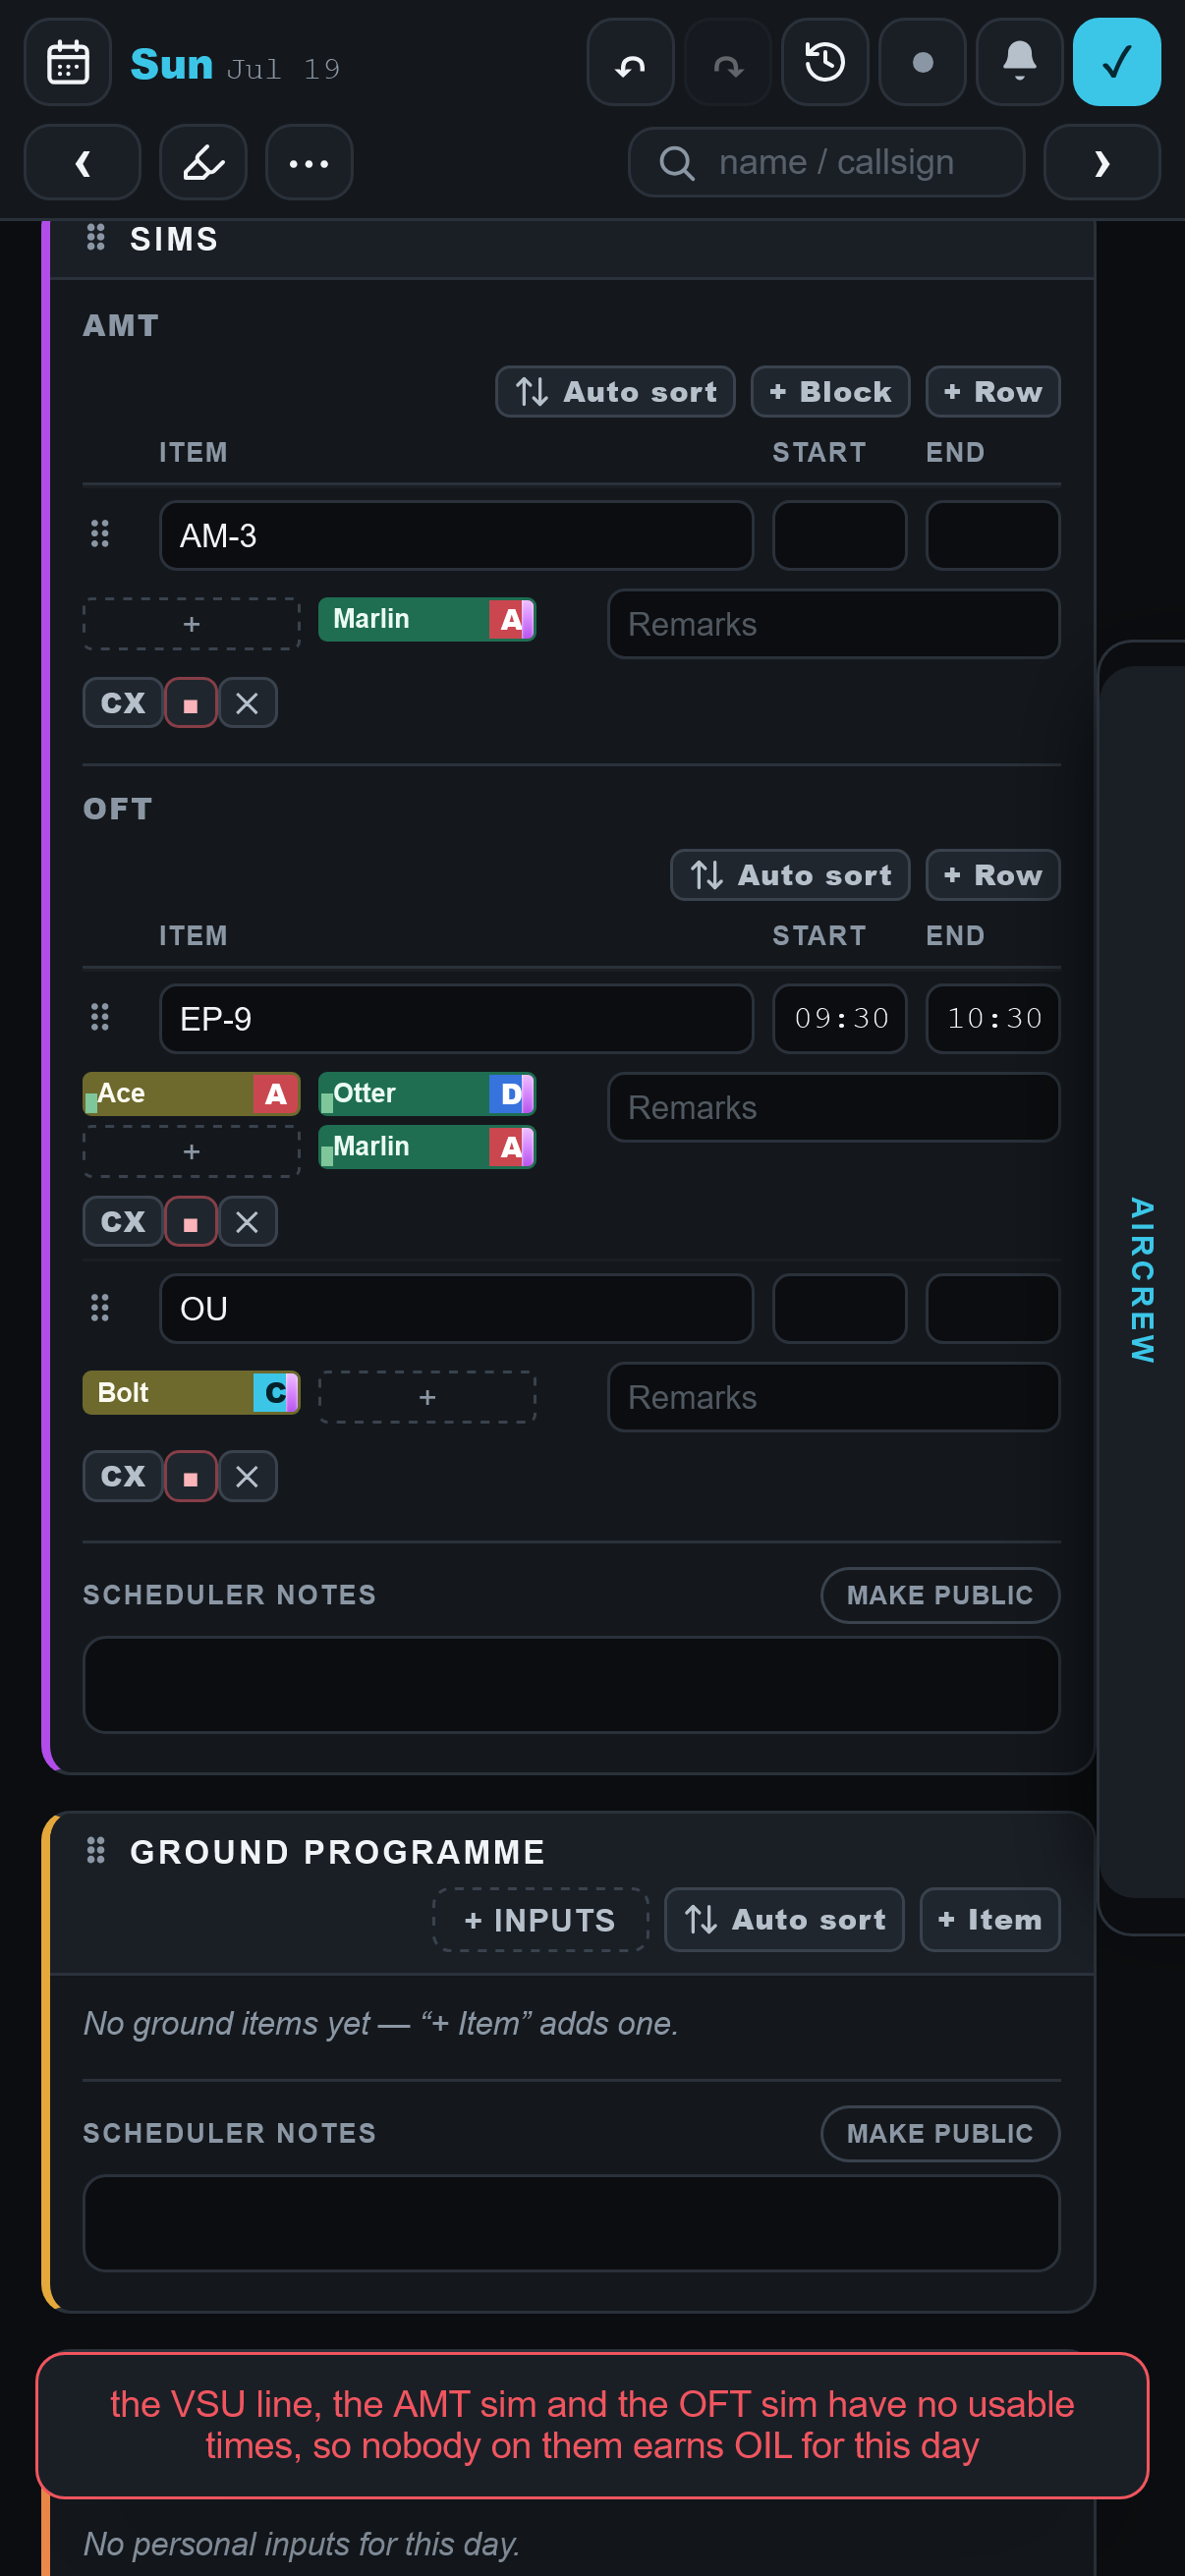 Sun Jul 19
name / callsign
SIMS
AMT
Auto sort
+ Block
+ Row
ITEM START END
AM-3
+
Marlin A
Remarks
CX
OFT
Auto sort
+ Row
ITEM START END
EP-9 09:30 10:30
Ace A
Otter D
Remarks
+
Marlin A
CX
OU
Bolt C
+
Remarks
CX
SCHEDULER NOTES
MAKE PUBLIC
AIRCREW
GROUND PROGRAMME
+ INPUTS
Auto sort
+ Item
No ground items yet — “+ Item” adds one.
SCHEDULER NOTES
MAKE PUBLIC
the VSU line, the AMT sim and the OFT sim have no usable
times, so nobody on them earns OIL for this day
No personal inputs for this day.